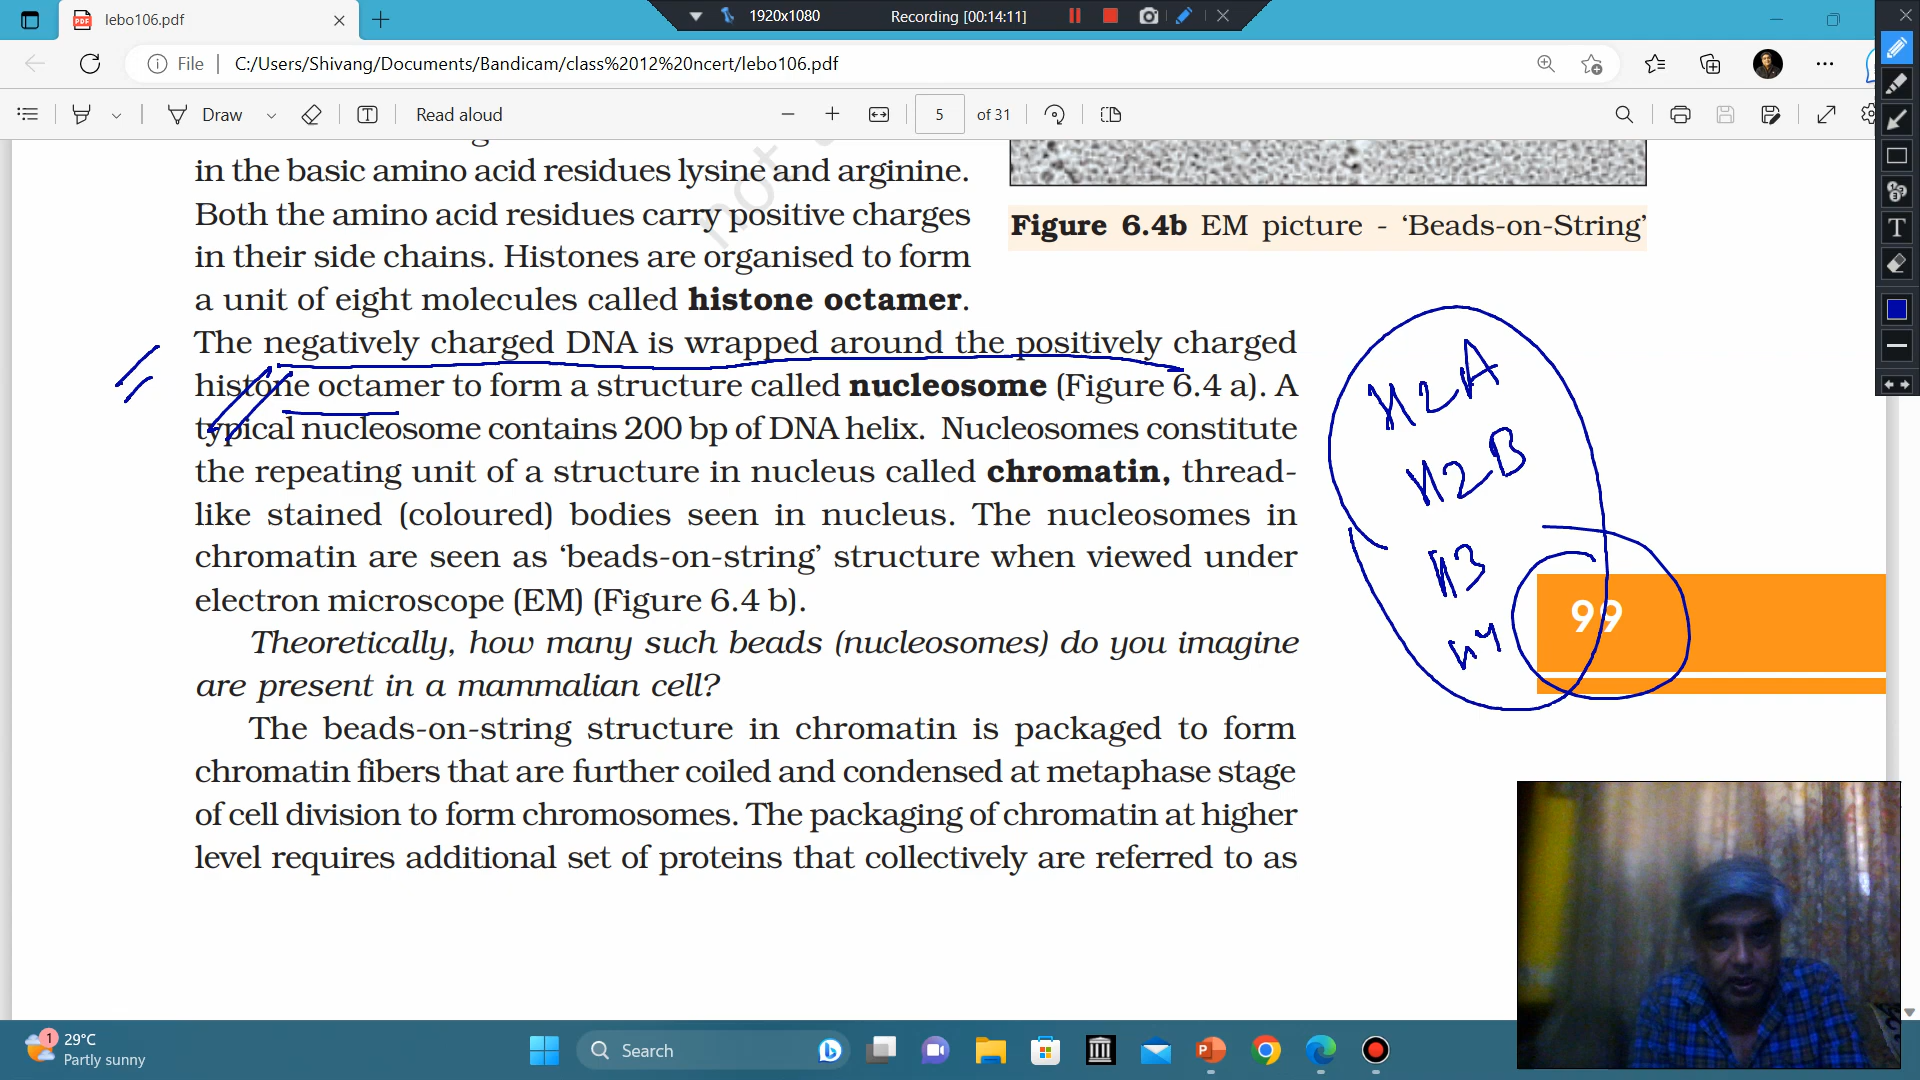 lebo106.pdf
1920x1080 Recording [00:14:11]
File C:/Users/Shivang/Documents/Bandicam/class%2012%20ncert/lebo106.pdf
Draw Read aloud 5 of 31
in the basic amino acid residues lysine and arginine.
Both the amino acid residues carry positive charges
in their side chains. Histones are organised to form
a unit of eight molecules called histone octamer.
not
Figure 6.4b EM picture - ‘Beads-on-String’
The negatively charged DNA is wrapped around the positively charged
histone octamer to form a structure called nucleosome (Figure 6.4 a). A
typical nucleosome contains 200 bp of DNA helix. Nucleosomes constitute
the repeating unit of a structure in nucleus called chromatin, thread-
like stained (coloured) bodies seen in nucleus. The nucleosomes in
chromatin are seen as ‘beads-on-string’ structure when viewed under
electron microscope (EM) (Figure 6.4 b).
Theoretically, how many such beads (nucleosomes) do you imagine
are present in a mammalian cell?
The beads-on-string structure in chromatin is packaged to form
chromatin fibers that are further coiled and condensed at metaphase stage
of cell division to form chromosomes. The packaging of chromatin at higher
level requires additional set of proteins that collectively are referred to as
H2A
H2B
H3
H4
99
1
29°C
Partly sunny
Search